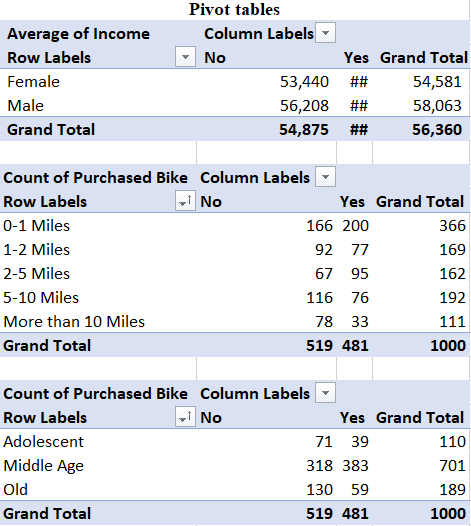 Pivot tables
Average of Income Column Labels
Row Labels No Yes Grand Total
Female 53,440 ## 54,581
Male 56,208 ## 58,063
Grand Total 54,875 ## 56,360
Count of Purchased Bike Column Labels
Row Labels No Yes Grand Total
0-1 Miles 166 200 366
1-2 Miles 92 77 169
2-5 Miles 67 95 162
5-10 Miles 116 76 192
More than 10 Miles 78 33 111
Grand Total 519 481 1000
Count of Purchased Bike Column Labels
Row Labels No Yes Grand Total
Adolescent 71 39 110
Middle Age 318 383 701
Old 130 59 189
Grand Total 519 481 1000